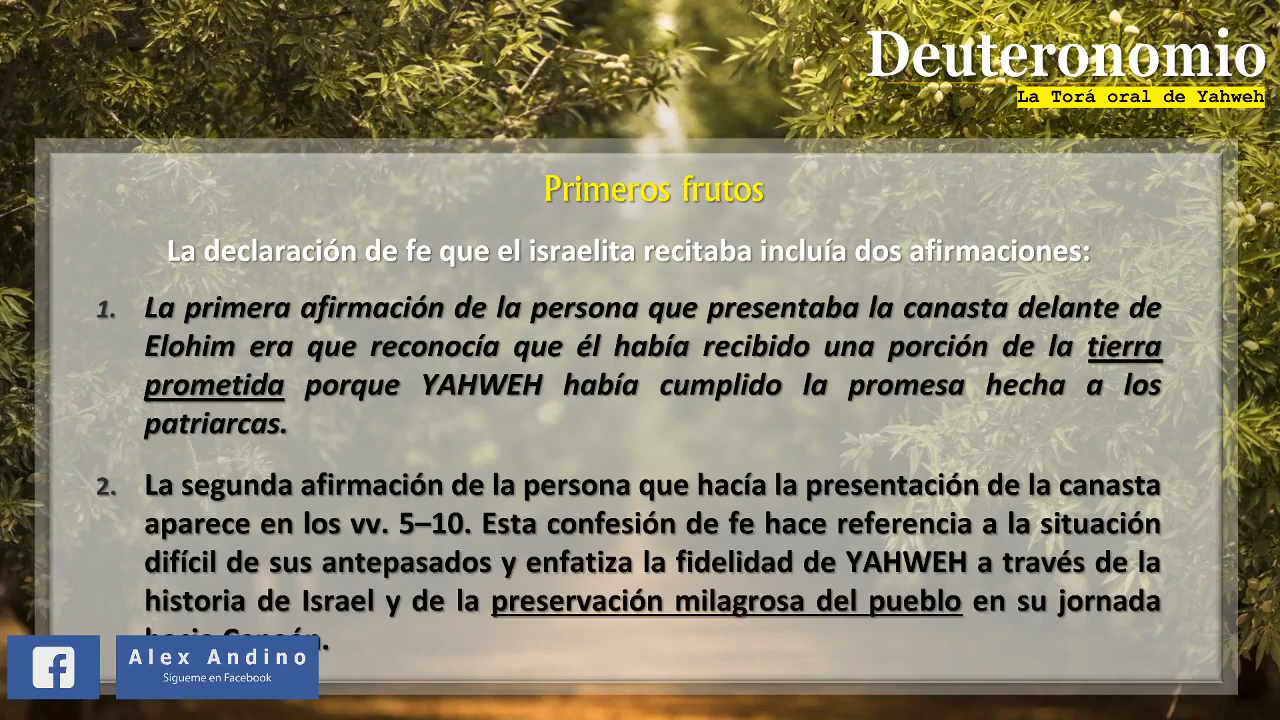 Deuteronomio
La Torá oral de Yahweh
Primeros frutos
La declaración de fe que el israelita recitaba incluía dos afirmaciones:
1. La primera afirmación de la persona que presentaba la canasta delante de
Elohim era que reconocía que él había recibido una porción de la tierra
prometida porque YAHWEH había cumplido la promesa hecha a los
patriarcas.
2. La segunda afirmación de la persona que hacía la presentación de la canasta
aparece en los vv. 5–10. Esta confesión de fe hace referencia a la situación
difícil de sus antepasados y enfatiza la fidelidad de YAHWEH a través de la
historia de Israel y de la preservación milagrosa del pueblo en su jornada
Alex Andino
Sigueme en Facebook